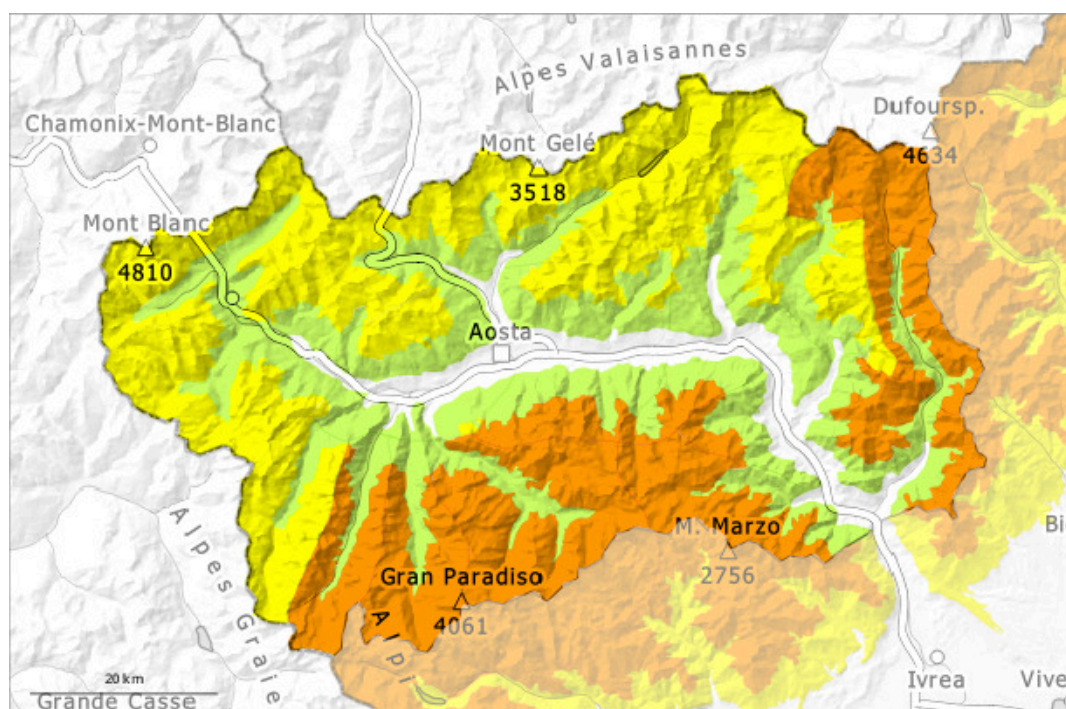 Alpes Valaisannes
Chamonix-Mont-Blanc
Dufoursp.
4634
Mont Gelé
3518
Mont Blanc
4810
Aosta
M. Marzo
2756
Gran Paradiso
4061
Alpi
Alpes Graie
Bi
Ivrea
Vive
20 km
Grande Casse